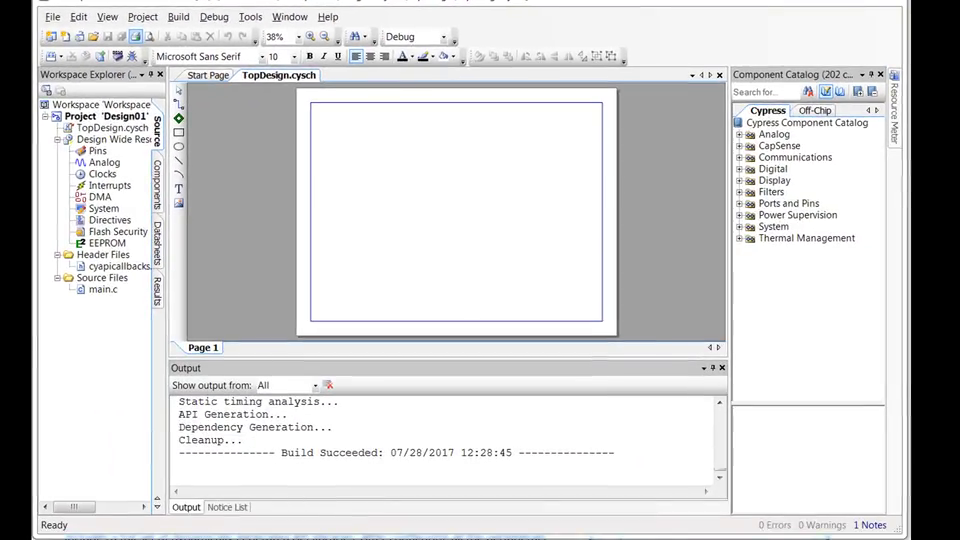 File Edit View Project Build Debug Tools Window Help
38% Debug
Microsoft Sans Serif 10 B I U
Workspace Explorer (
Workspace 'Workspace
Project 'Design01'
TopDesign.cysch
Design Wide Res
Pins
Analog
Clocks
Interrupts
DMA
System
Directives
Flash Security
EEPROM
Header Files
cyapicallbacks.
Source Files
main.c
Source
Components
Datasheets
Results
Start Page TopDesign.cysch
T
Page 1
Output
Show output from: All
Static timing analysis...
API Generation...
Dependency Generation...
Cleanup...
--------------- Build Succeeded: 07/28/2017 12:28:45 ---------------
Output Notice List
Component Catalog (202 c...
Search for...
Cypress Off-Chip
Cypress Component Catalog
Analog
CapSense
Communications
Digital
Display
Filters
Ports and Pins
Power Supervision
System
Thermal Management
Resource Meter
Ready 0 Errors 0 Warnings 1 Notes